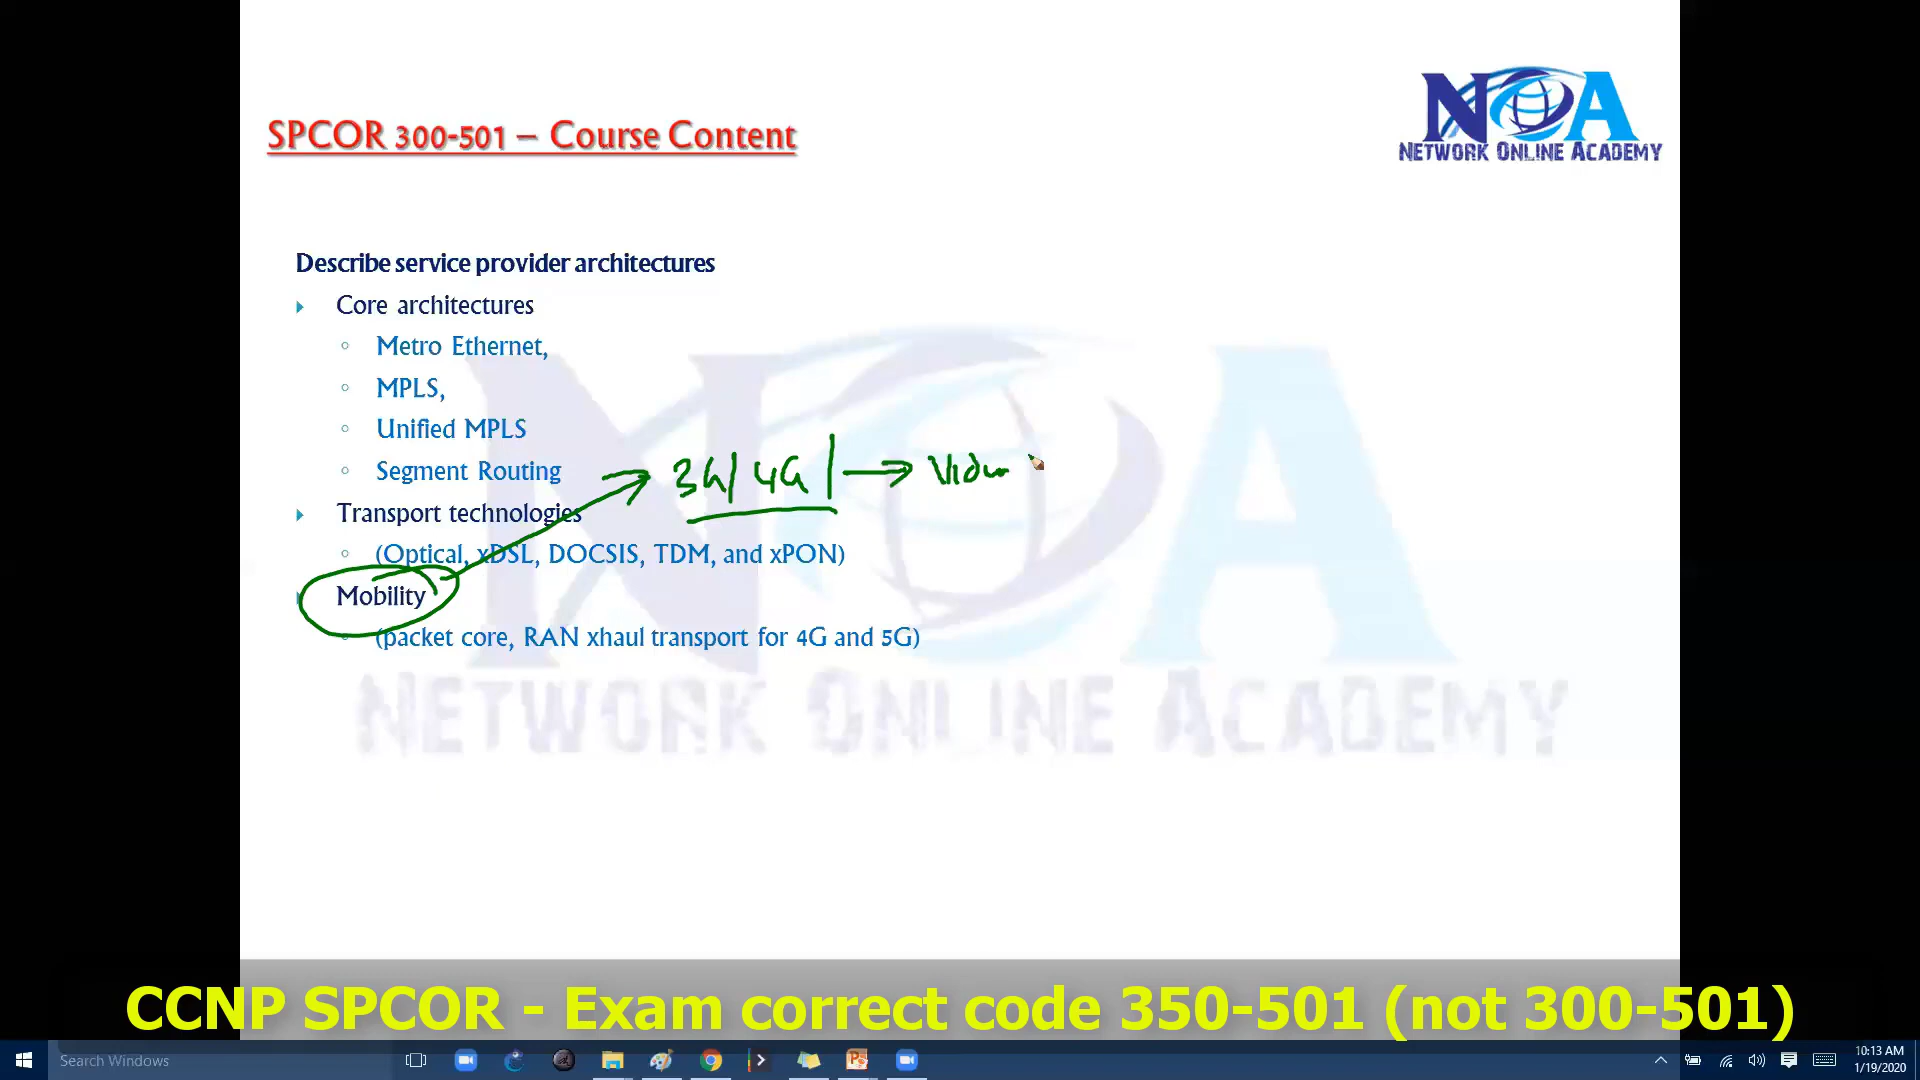 NOA
NETWORK ONLINE ACADEMY
SPCOR 300-501 – Course Content
Describe service provider architectures
Core architectures
Metro Ethernet,
MPLS,
Unified MPLS
Segment Routing
3G/ 4G
Transport technologies
(Optical, xDSL, DOCSIS, TDM, and xPON)
Mobility
(packet core, RAN xhaul transport for 4G and 5G)
NOA
NETWORK ONLINE ACADEMY
CCNP SPCOR - Exam correct code 350-501 (not 300-501)
Search Windows
10:13 AM
1/19/2020